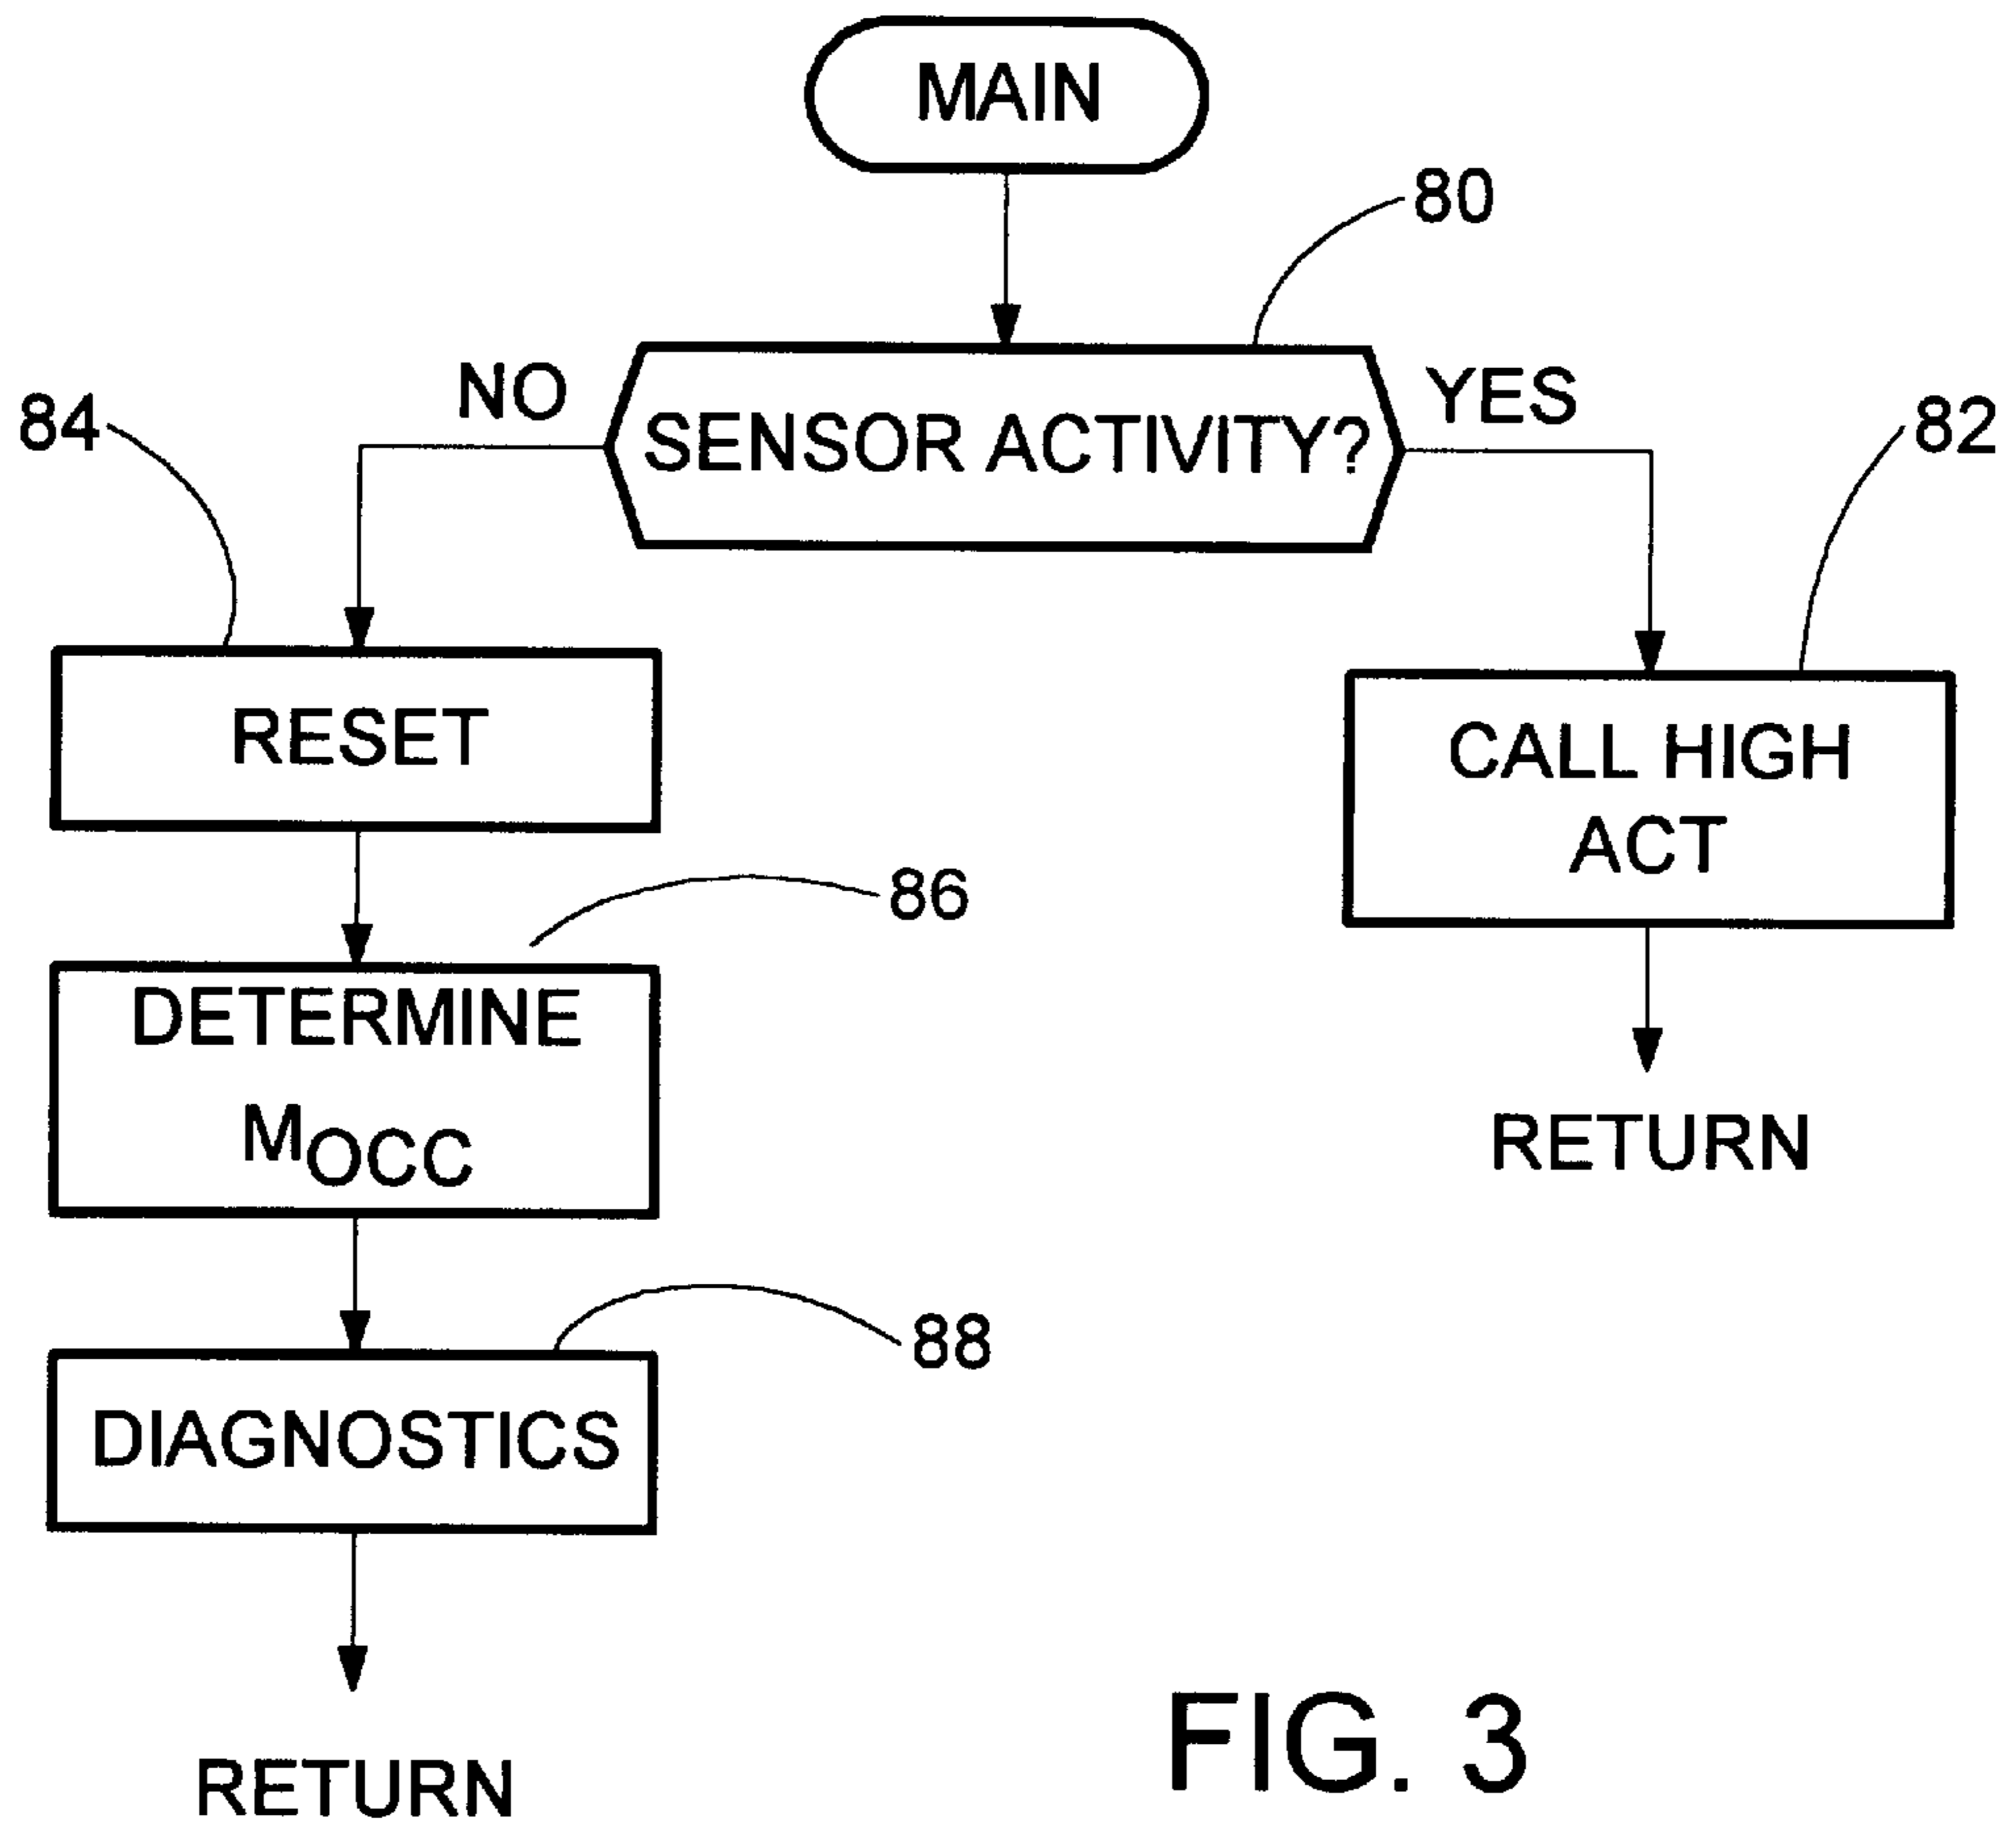 MAIN
80
NO
YES
84
SENSOR ACTIVITY?
82
RESET
CALL HIGH
ACT
86
DETERMINE
MOCC
RETURN
88
DIAGNOSTICS
RETURN
FIG. 3